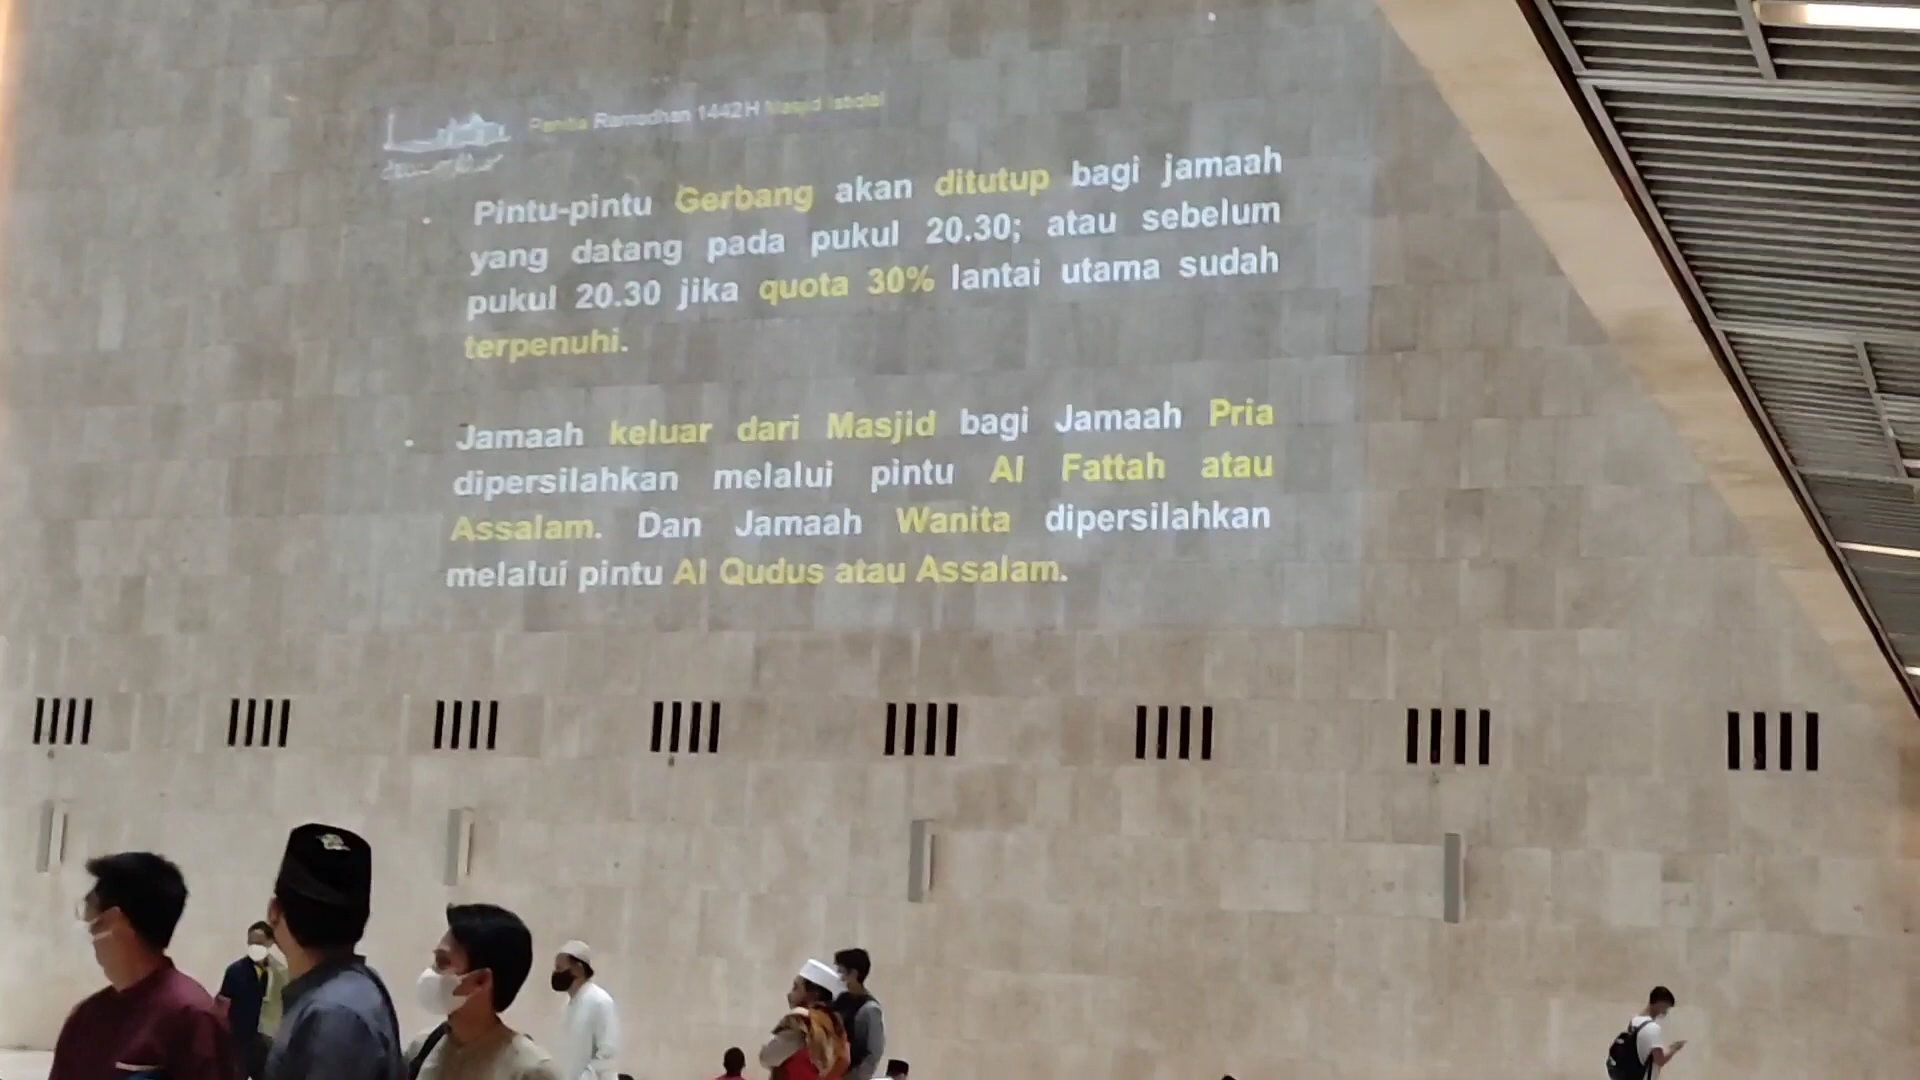 Panitia Ramadhan 1442H Masjid Istiqlal
Pintu-pintu Gerbang akan ditutup bagi jamaah
yang datang pada pukul 20.30; atau sebelum
pukul 20.30 jika quota 30% lantai utama sudah
terpenuhi.
Jamaah keluar dari Masjid bagi Jamaah Pria
dipersilahkan melalui pintu Al Fattah atau
Assalam. Dan Jamaah Wanita dipersilahkan
melalui pintu Al Qudus atau Assalam.